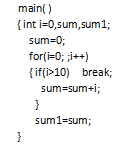 main( )
{ int i=0,sum,sum1;
sum=0;
for(i=0; ;i++)
{ if(i>10) break;
sum=sum+i;
}
sum1=sum;
}